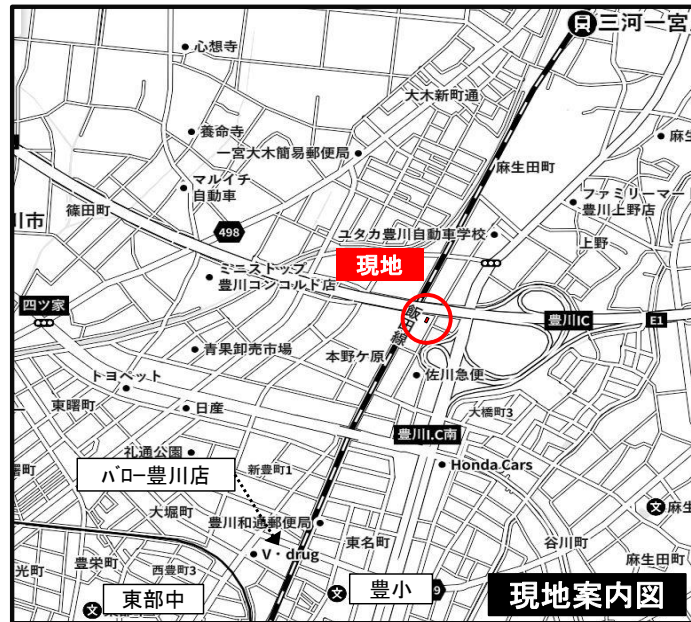 三河一宮
心想寺
大木新町通
養命寺
一宮大木簡易郵便局
麻生田町
マルイチ
自動車
ファミリーマー
豊川上野店
篠田町
川市
498
ユタカ豊川自動車学校
上野
現地
ミニストップ
豊川コンコルド店
四ツ家
飯田線
豊川IC
E1
青果卸売市場
本野ケ原
佐川急便
トヨペット
東曙町
日産
大橋町3
豊川I.C南
礼通公園
新豊町1
Honda Cars
曙町
バロー豊川店
大堀町
豊川和通郵便局
文
麻生
V・drug
東名町
谷川町
豊栄町
光町
西豊町3
麻生田町
文
東部中
文
豊小
9
現地案内図